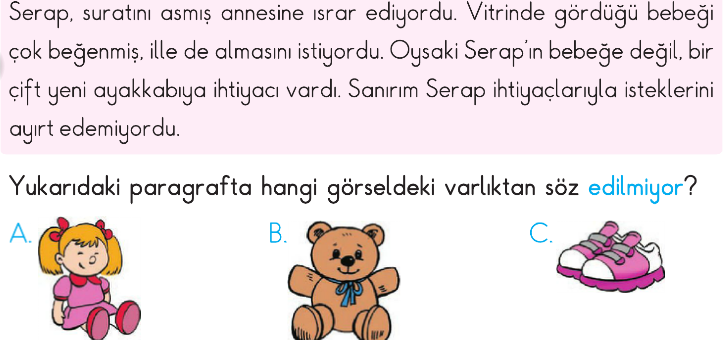 Serap, suratını asmış annesine ısrar ediyordu. Vitrinde gördüğü bebeği
çok beğenmiş, ille de almasını istiyordu. Oysaki Serap'ın bebeğe değil, bir
çift yeni ayakkabıya ihtiyacı vardı. Sanırım Serap ihtiyaçlarıyla isteklerini
ayırt edemiyordu.
Yukarıdaki paragrafta hangi görseldeki varlıktan söz edilmiyor?
A. B. C.